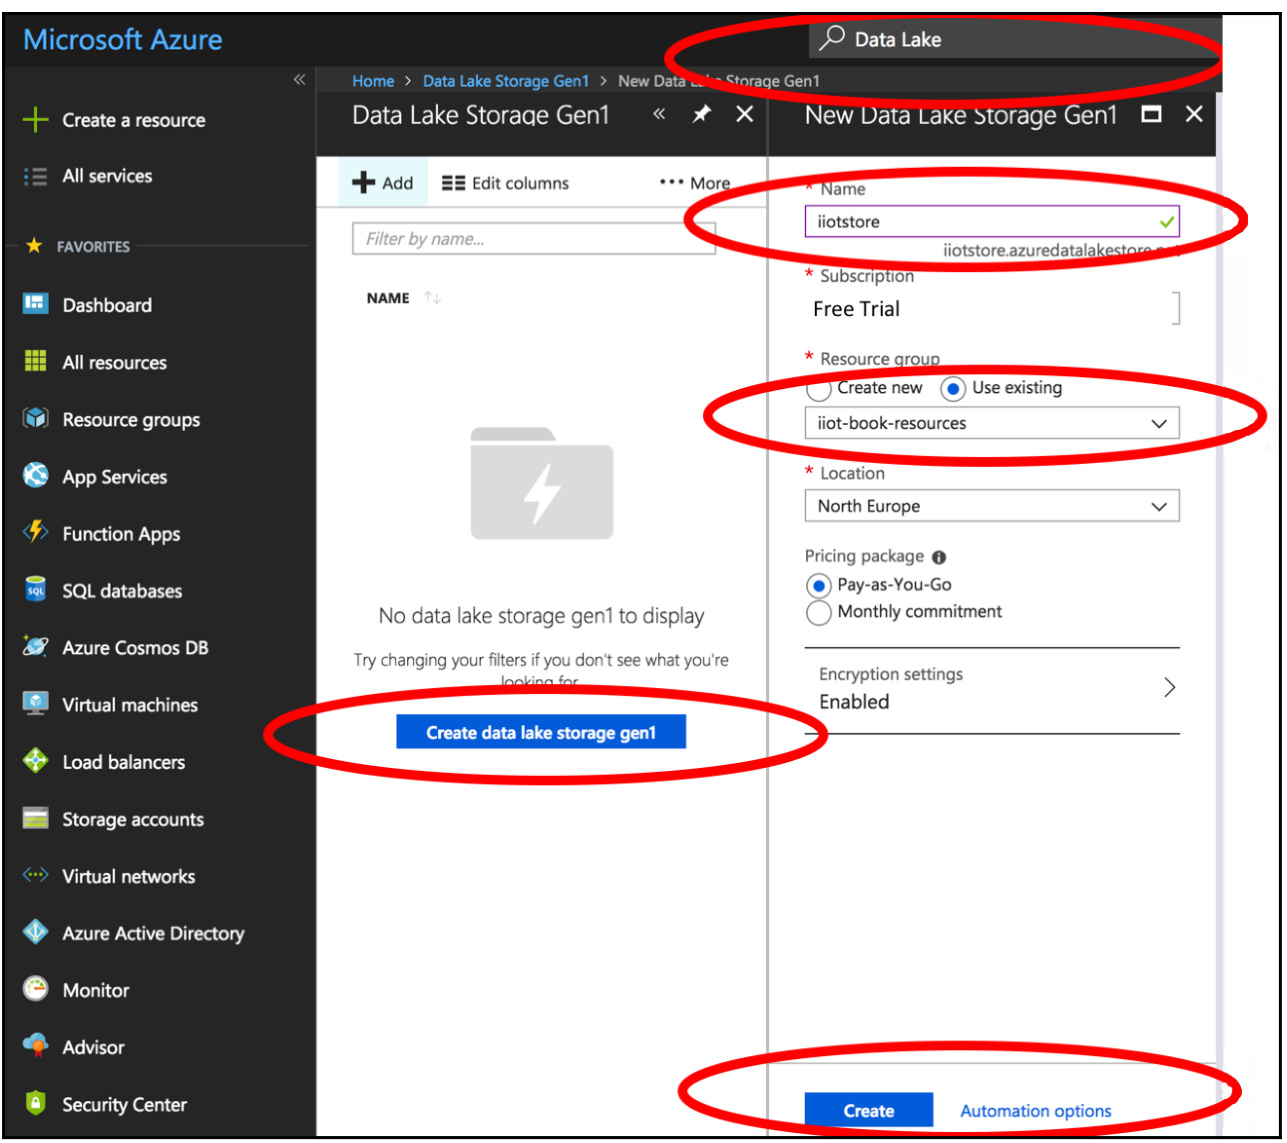 Microsoft Azure
Data Lake
Home > Data Lake Storage Gen1 > New Data Lake Storage Gen1
Create a resource
All services
FAVORITES
Dashboard
All resources
Resource groups
App Services
Function Apps
SQL databases
Azure Cosmos DB
Virtual machines
Load balancers
Storage accounts
Virtual networks
Azure Active Directory
Monitor
Advisor
Security Center
Data Lake Storage Gen1
Add
Edit columns
••• More
Filter by name...
NAME ↑↓
No data lake storage gen1 to display
Try changing your filters if you don't see what you're
looking for
Create data lake storage gen1
New Data Lake Storage Gen1
* Name
iiotstore
iiotstore.azuredatalakestore.net
* Subscription
Free Trial
* Resource group
Create new
Use existing
iiot-book-resources
* Location
North Europe
Pricing package
Pay-as-You-Go
Monthly commitment
Encryption settings
Enabled
Create
Automation options